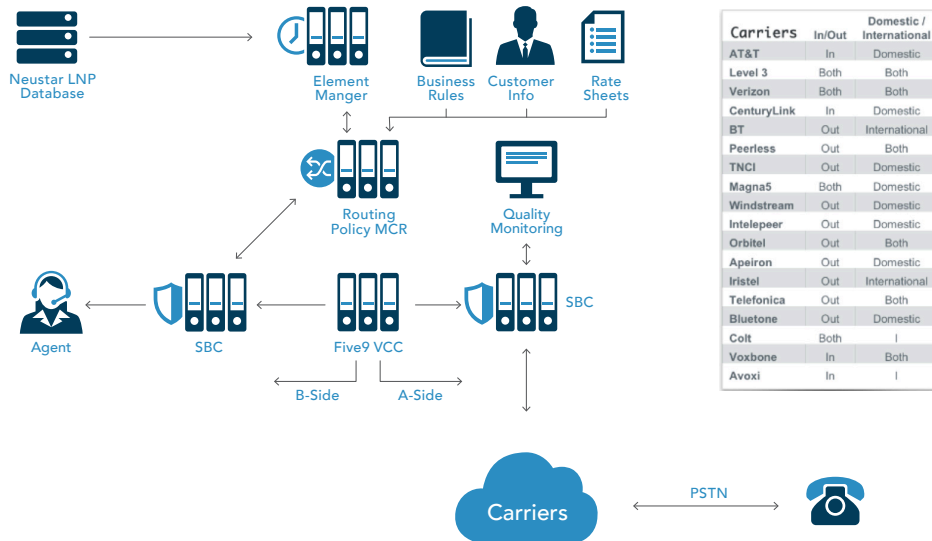 Neustar LNP
Database
Element
Manger
Business
Rules
Customer
Info
Rate
Sheets
Routing
Policy MCR
Quality
Monitoring
Agent
SBC
Five9 VCC
SBC
B-Side
A-Side
Carriers
PSTN
Carriers In/Out Domestic / International
AT&T In Domestic
Level 3 Both Both
Verizon Both Both
CenturyLink In Domestic
BT Out International
Peerless Out Both
TNCI Out Domestic
Magna5 Both Domestic
Windstream Out Domestic
Intelepeer Out Domestic
Orbitel Out Both
Apeiron Out Domestic
Iristel Out International
Telefonica Out Both
Bluetone Out Domestic
Colt Both I
Voxbone In Both
Avoxi In I